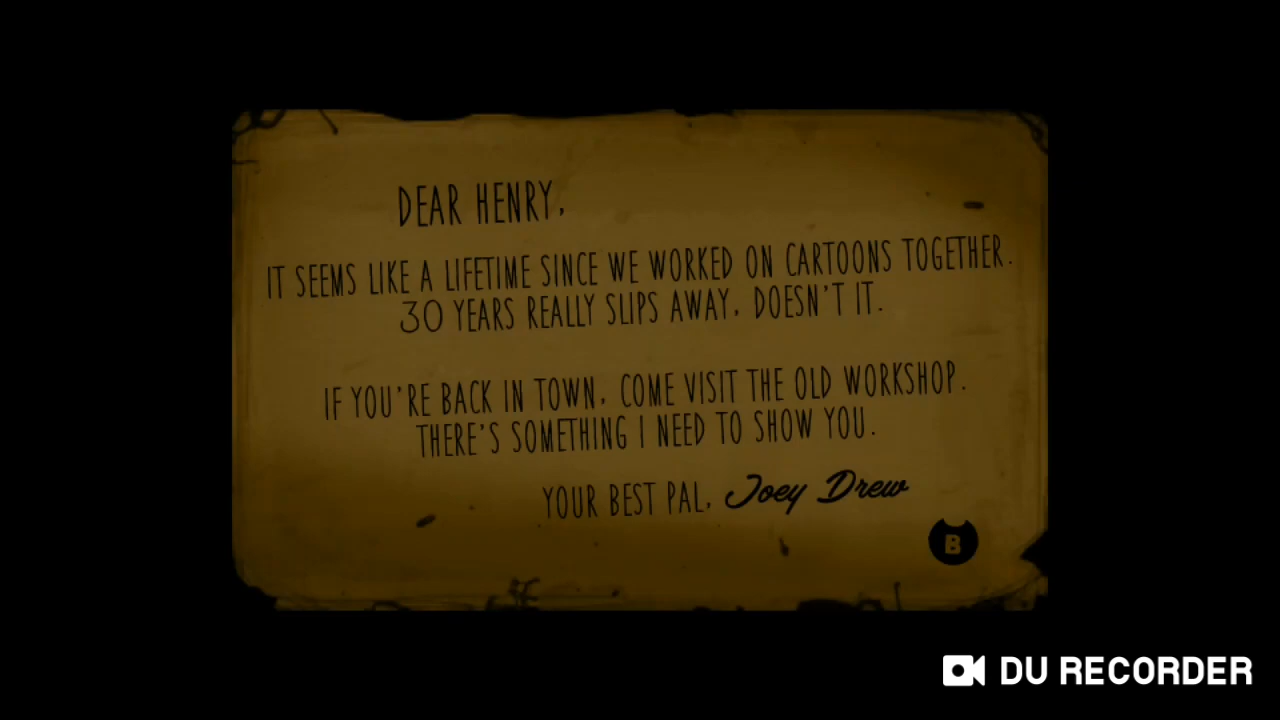 DEAR HENRY,
IT SEEMS LIKE A LIFETIME SINCE WE WORKED ON CARTOONS TOGETHER.
30 YEARS REALLY SLIPS AWAY, DOESN'T IT.
IF YOU'RE BACK IN TOWN, COME VISIT THE OLD WORKSHOP.
THERE'S SOMETHING I NEED TO SHOW YOU.
YOUR BEST PAL, Joey Drew
B
DU RECORDER